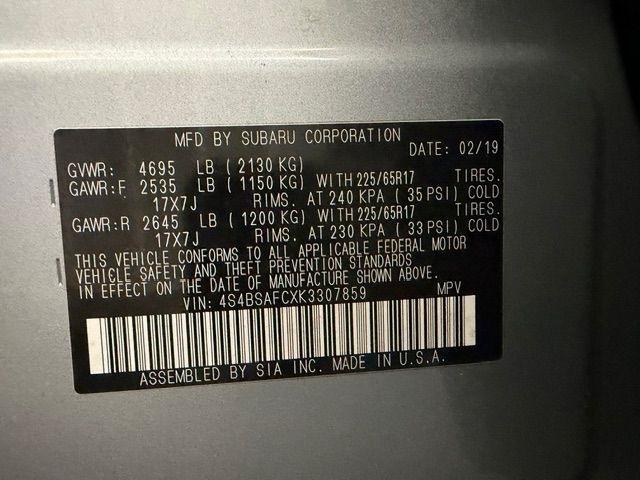 MFD BY SUBARU CORPORATION
DATE: 02/19
GVWR: 4695 LB (2130 KG)
GAWR:F 2535 LB (1150 KG) WITH 225/65R17 TIRES.
17X7J RIMS. AT 240 KPA (35 PSI) COLD
GAWR:R 2645 LB (1200 KG) WITH 225/65R17 TIRES.
17X7J RIMS. AT 230 KPA (33 PSI) COLD
THIS VEHICLE CONFORMS TO ALL APPLICABLE FEDERAL MOTOR
VEHICLE SAFETY AND THEFT PREVENTION STANDARDS
IN EFFECT ON THE DATE OF MANUFACTURE SHOWN ABOVE.
VIN: 4S4BSAFCXK3307859 MPV
ASSEMBLED BY SIA INC. MADE IN U.S.A.